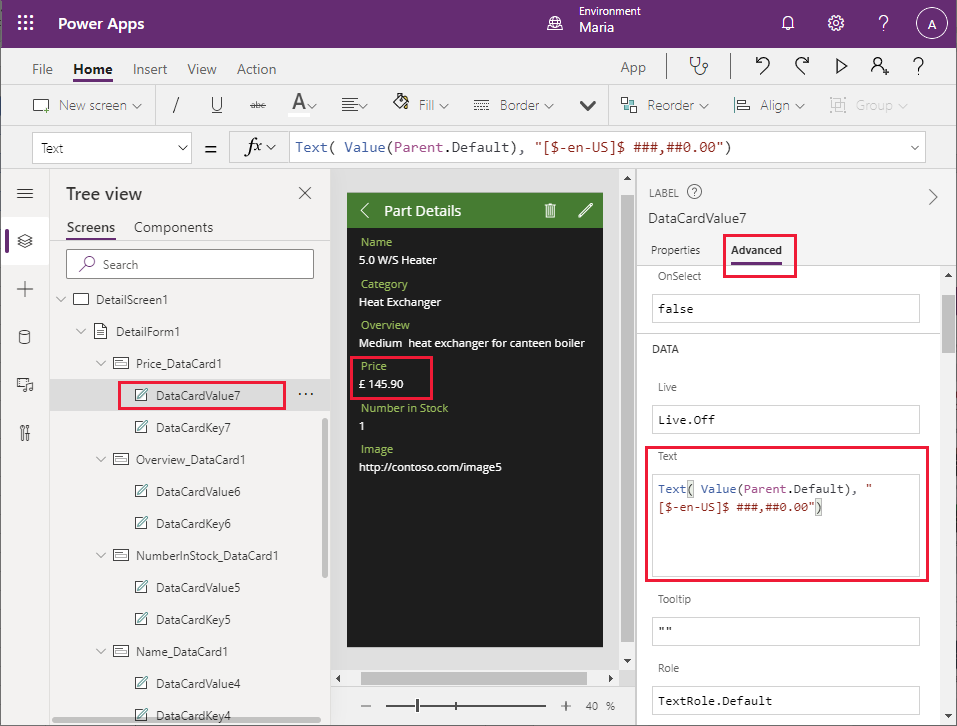 Power Apps
Environment
Maria
A
File Home Insert View Action
App
New screen
abc
A
Fill
Border
Reorder
Align
Group
Text
=
fx
Text( Value(Parent.Default), "[$-en-US]$ ###,##0.00")
Tree view
Screens Components
Search
DetailScreen1
DetailForm1
Price_DataCard1
DataCardValue7
DataCardKey7
Overview_DataCard1
DataCardValue6
DataCardKey6
NumberInStock_DataCard1
DataCardValue5
DataCardKey5
Name_DataCard1
DataCardValue4
DataCardKey4
Part Details
Name
5.0 W/S Heater
Category
Heat Exchanger
Overview
Medium heat exchanger for canteen boiler
Price
£ 145.90
Number in Stock
1
Image
http://contoso.com/image5
40 %
LABEL
DataCardValue7
Properties Advanced
OnSelect
false
DATA
Live
Live.Off
Text
Text( Value(Parent.Default), "
[$-en-US]$ ###,##0.00")
Tooltip
""
Role
TextRole.Default